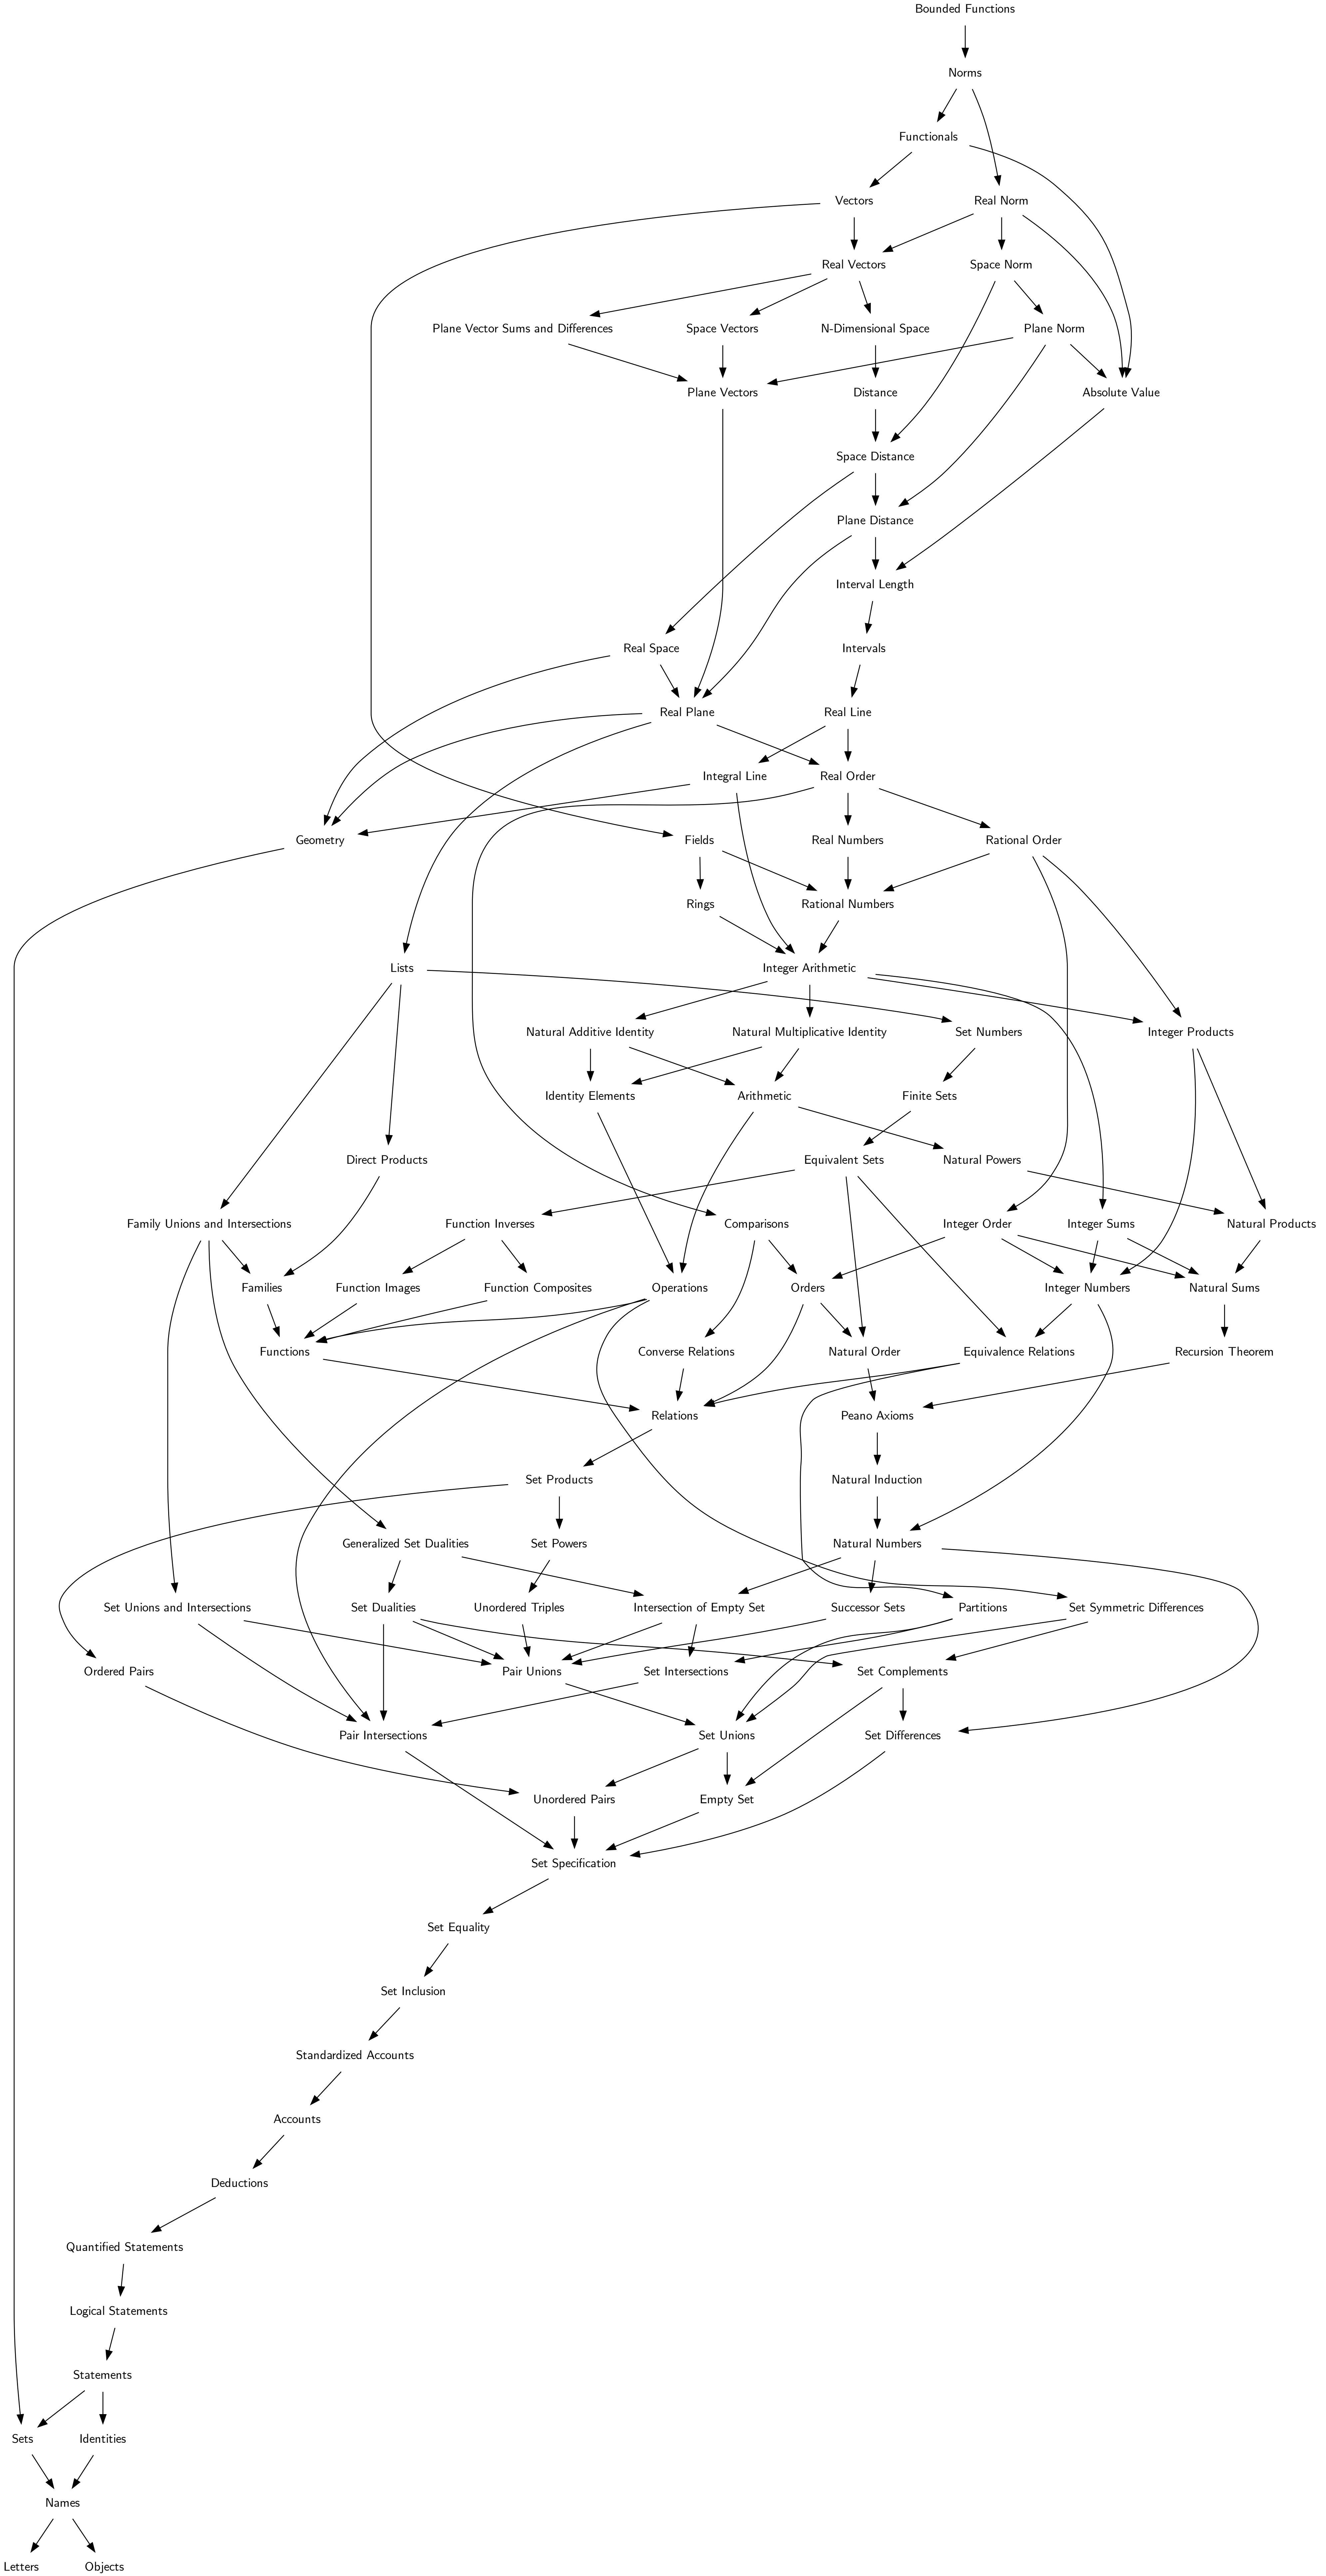 Bounded Functions
Norms
Functionals
Vectors
Real Norm
Real Vectors
Space Norm
Plane Vector Sums and Differences
Space Vectors
N-Dimensional Space
Plane Norm
Plane Vectors
Distance
Absolute Value
Space Distance
Plane Distance
Interval Length
Real Space
Intervals
Real Plane
Real Line
Integral Line
Real Order
Geometry
Fields
Real Numbers
Rational Order
Rings
Rational Numbers
Lists
Integer Arithmetic
Natural Additive Identity
Natural Multiplicative Identity
Set Numbers
Integer Products
Identity Elements
Arithmetic
Finite Sets
Direct Products
Equivalent Sets
Natural Powers
Family Unions and Intersections
Function Inverses
Comparisons
Integer Order
Integer Sums
Natural Products
Families
Function Images
Function Composites
Operations
Orders
Integer Numbers
Natural Sums
Functions
Converse Relations
Natural Order
Equivalence Relations
Recursion Theorem
Relations
Peano Axioms
Set Products
Natural Induction
Generalized Set Dualities
Set Powers
Natural Numbers
Set Unions and Intersections
Set Dualities
Unordered Triples
Intersection of Empty Set
Successor Sets
Partitions
Set Symmetric Differences
Ordered Pairs
Pair Unions
Set Intersections
Set Complements
Pair Intersections
Set Unions
Set Differences
Unordered Pairs
Empty Set
Set Specification
Set Equality
Set Inclusion
Standardized Accounts
Accounts
Deductions
Quantified Statements
Logical Statements
Statements
Sets
Identities
Names
Letters
Objects